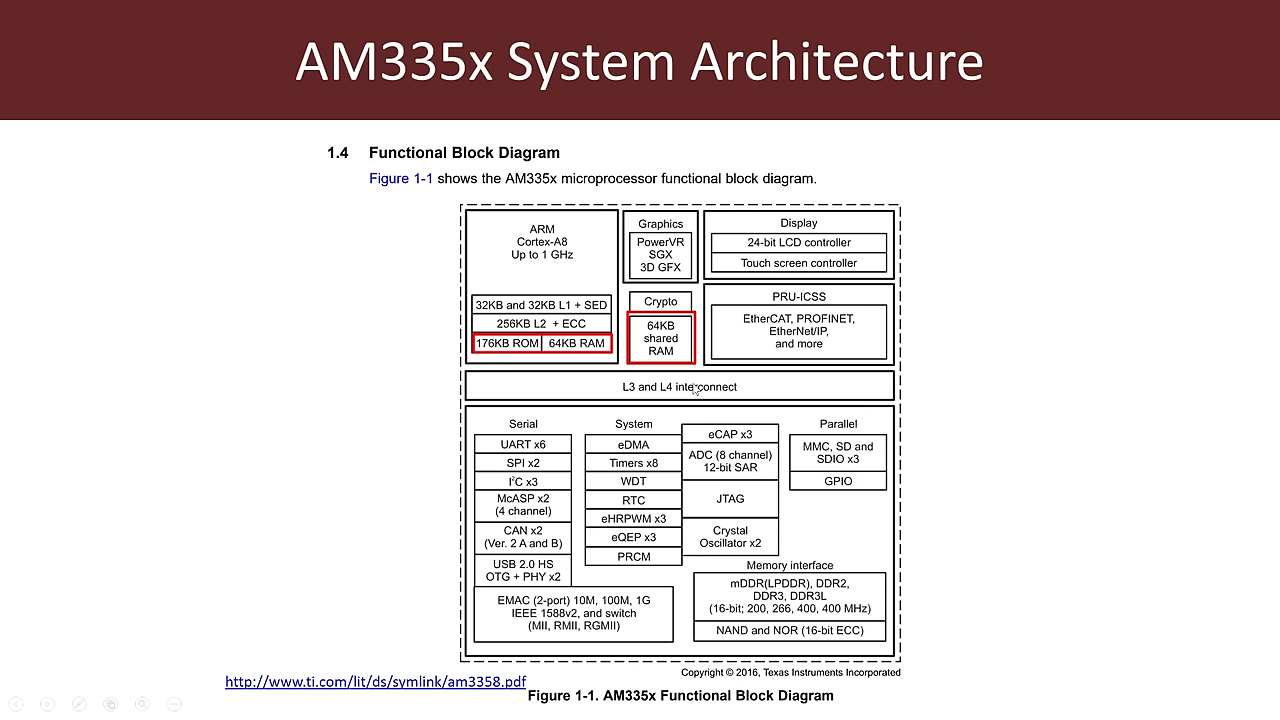 AM335x System Architecture
1.4 Functional Block Diagram
Figure 1-1 shows the AM335x microprocessor functional block diagram.
ARM
Cortex-A8
Up to 1 GHz
32KB and 32KB L1 + SED
256KB L2 + ECC
176KB ROM
64KB RAM
Graphics
PowerVR
SGX
3D GFX
Crypto
64KB
shared
RAM
Display
24-bit LCD controller
Touch screen controller
PRU-ICSS
EtherCAT, PROFINET,
EtherNet/IP,
and more
L3 and L4 interconnect
Serial
UART x6
SPI x2
I²C x3
McASP x2
(4 channel)
CAN x2
(Ver. 2 A and B)
USB 2.0 HS
OTG + PHY x2
EMAC (2-port) 10M, 100M, 1G
IEEE 1588v2, and switch
(MII, RMII, RGMII)
System
eDMA
Timers x8
WDT
RTC
eHRPWM x3
eQEP x3
PRCM
eCAP x3
ADC (8 channel)
12-bit SAR
JTAG
Crystal
Oscillator x2
Parallel
MMC, SD and
SDIO x3
GPIO
Memory interface
mDDR(LPDDR), DDR2,
DDR3, DDR3L
(16-bit; 200, 266, 400, 400 MHz)
NAND and NOR (16-bit ECC)
Copyright © 2016, Texas Instruments Incorporated
http://www.ti.com/lit/ds/symlink/am3358.pdf
Figure 1-1. AM335x Functional Block Diagram